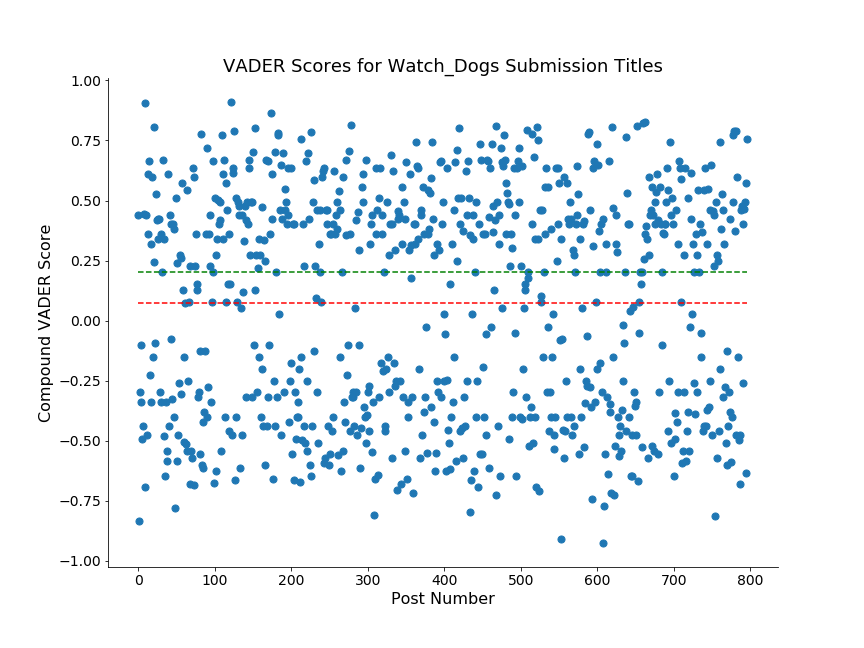 VADER Scores for Watch_Dogs Submission Titles
1.00
0.75
0.50
0.25
0.00
−0.25
−0.50
−0.75
−1.00
Compound VADER Score
0 100 200 300 400 500 600 700 800
Post Number